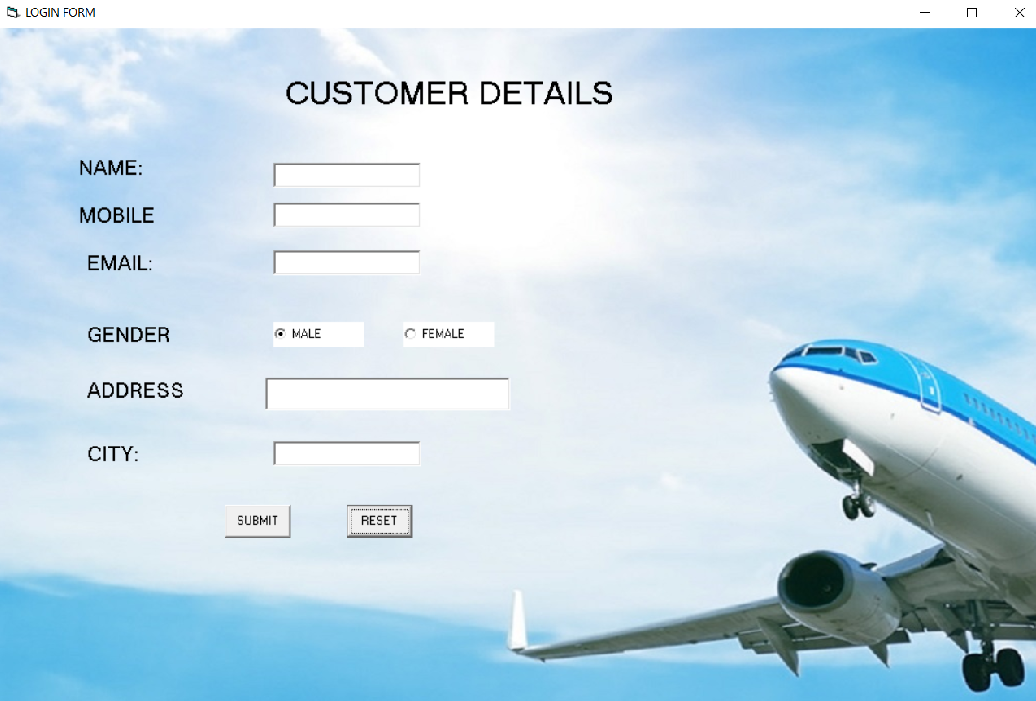 LOGIN FORM
CUSTOMER DETAILS
NAME:
MOBILE
EMAIL:
GENDER MALE FEMALE
ADDRESS
CITY:
SUBMIT RESET